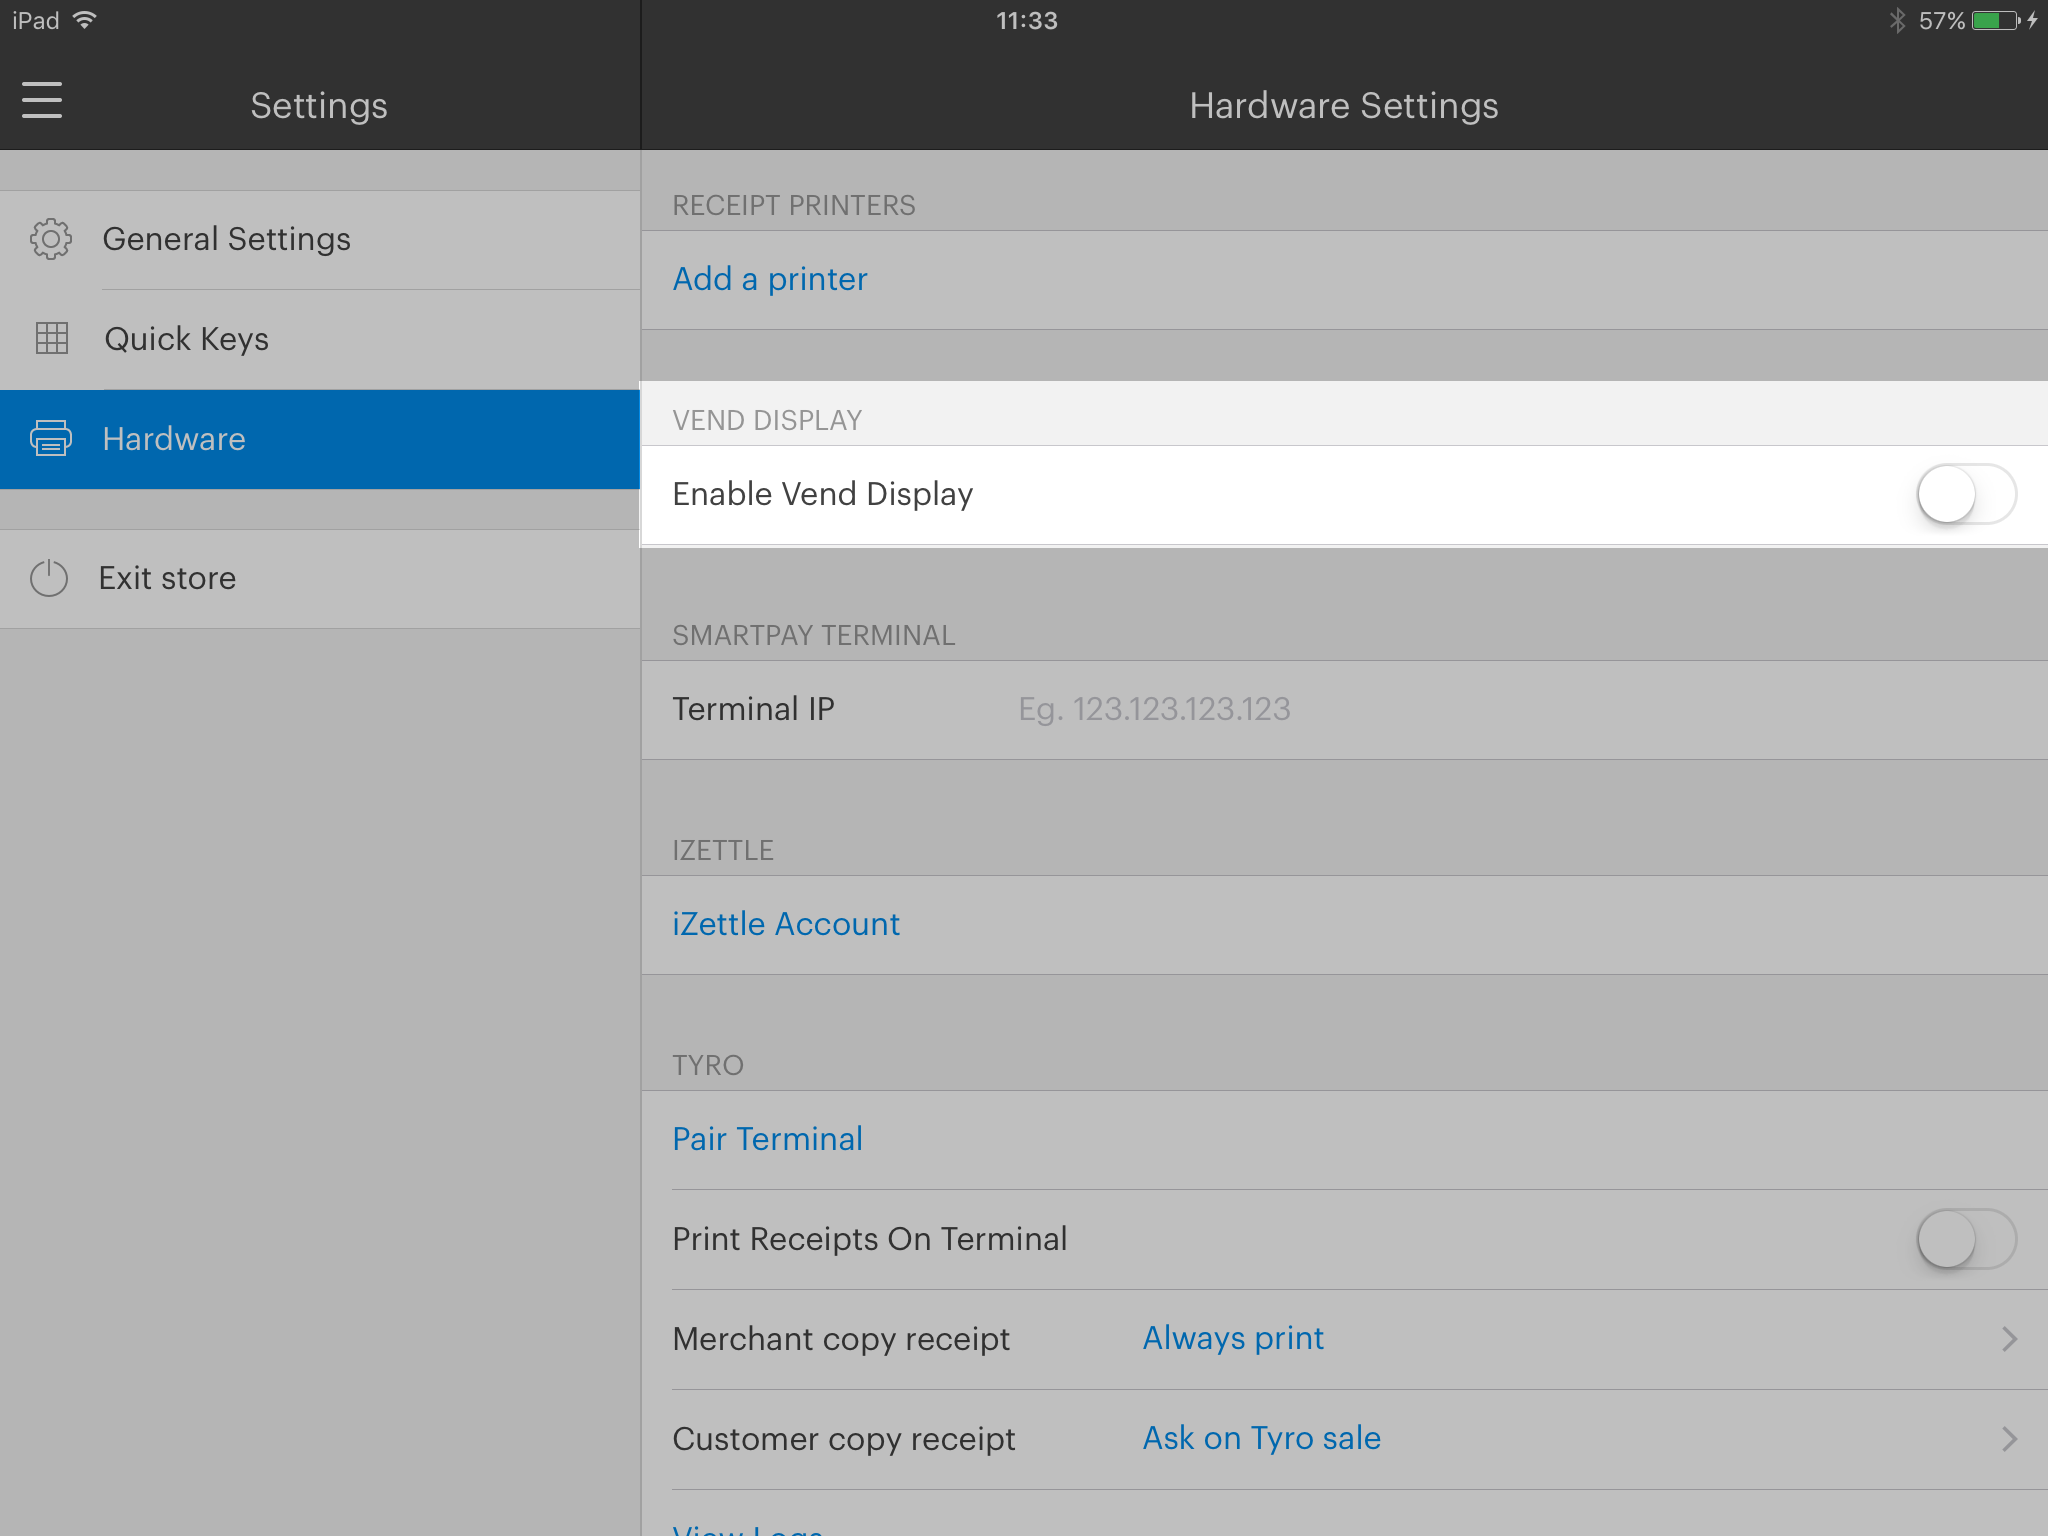 iPad
11:33
57%
Settings
Hardware Settings
General Settings
Quick Keys
Hardware
Exit store
RECEIPT PRINTERS
Add a printer
VEND DISPLAY
Enable Vend Display
SMARTPAY TERMINAL
Terminal IP Eg. 123.123.123.123
IZETTLE
iZettle Account
TYRO
Pair Terminal
Print Receipts On Terminal
Merchant copy receipt Always print
Customer copy receipt Ask on Tyro sale
View Logs